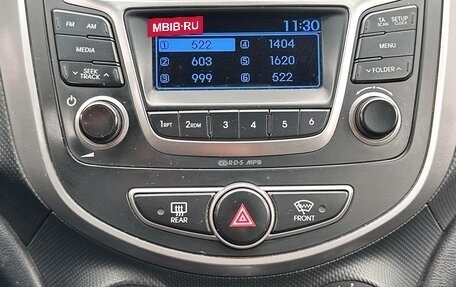 FM AM
MBIB·RU
11:30
TA SCAN SETUP CLOCK
MEDIA
1 522 4 1404
MENU
2 603 5 1620
SEEK TRACK
FOLDER
3 999 6 522
1RPT 2RDM 3 4 5 6
R·D·S MP3
REAR
FRONT